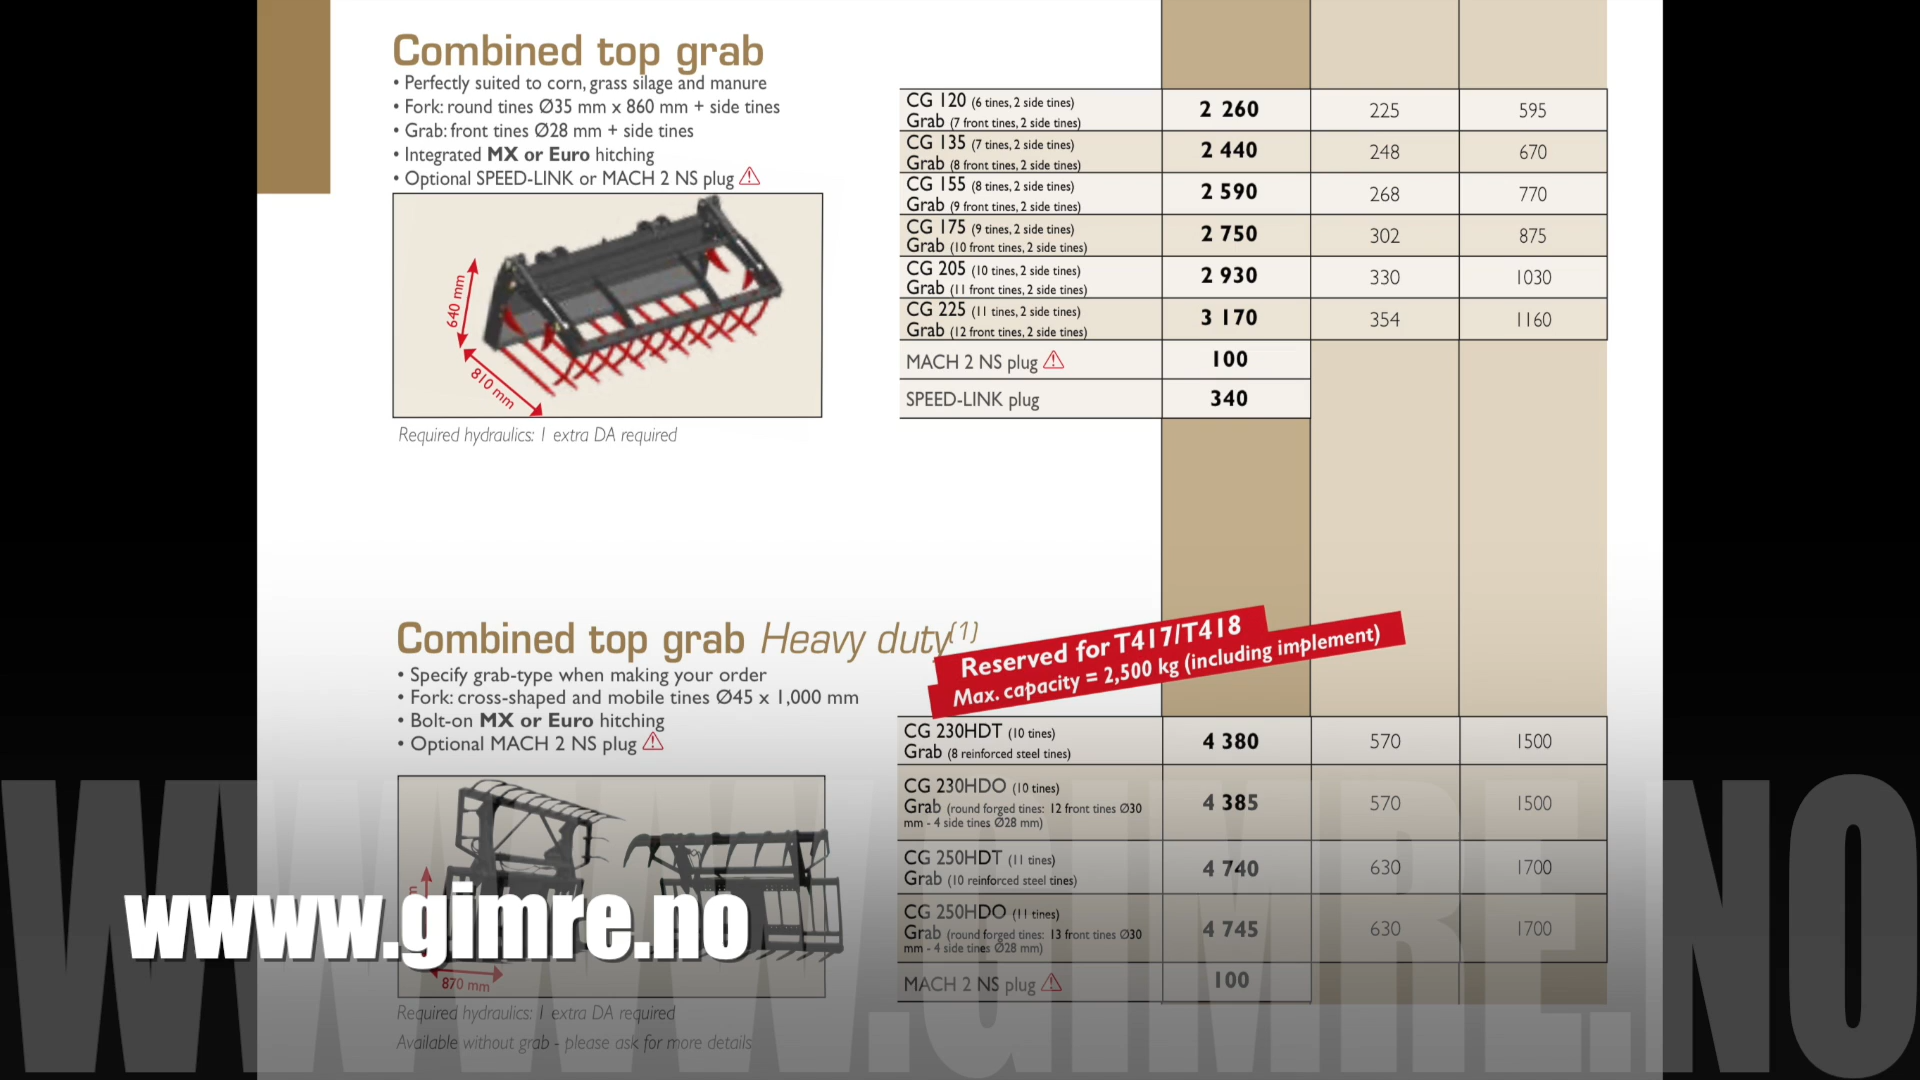 Combined top grab
• Perfectly suited to corn, grass silage and manure
• Fork: round tines Ø35 mm x 860 mm + side tines
• Grab: front tines Ø28 mm + side tines
• Integrated MX or Euro hitching
• Optional SPEED-LINK or MACH 2 NS plug
640 mm
810 mm
Required hydraulics: 1 extra DA required
CG 120 (6 tines, 2 side tines)
Grab (7 front tines, 2 side tines)
2 260
225
595
CG 135 (7 tines, 2 side tines)
Grab (8 front tines, 2 side tines)
2 440
248
670
CG 155 (8 tines, 2 side tines)
Grab (9 front tines, 2 side tines)
2 590
268
770
CG 175 (9 tines, 2 side tines)
Grab (10 front tines, 2 side tines)
2 750
302
875
CG 205 (10 tines, 2 side tines)
Grab (11 front tines, 2 side tines)
2 930
330
1030
CG 225 (11 tines, 2 side tines)
Grab (12 front tines, 2 side tines)
3 170
354
1160
MACH 2 NS plug
100
SPEED-LINK plug
340
Combined top grab Heavy duty(1)
Reserved for T417/T418
Max. capacity = 2,500 kg (including implement)
• Specify grab-type when making your order
• Fork: cross-shaped and mobile tines Ø45 x 1,000 mm
• Bolt-on MX or Euro hitching
• Optional MACH 2 NS plug
870 mm
Required hydraulics: 1 extra DA required
Available without grab - please ask for more details
CG 230HDT (10 tines)
Grab (8 reinforced steel tines)
4 380
570
1500
CG 230HDO (10 tines)
Grab (round forged tines: 12 front tines Ø30
mm - 4 side tines Ø28 mm)
4 385
570
1500
CG 250HDT (11 tines)
Grab (10 reinforced steel tines)
4 740
630
1700
CG 250HDO (11 tines)
Grab (round forged tines: 13 front tines Ø30
mm - 4 side tines Ø28 mm)
4 745
630
1700
MACH 2 NS plug
100
wwww.gimre.no
WWWW.GIMRE.NO